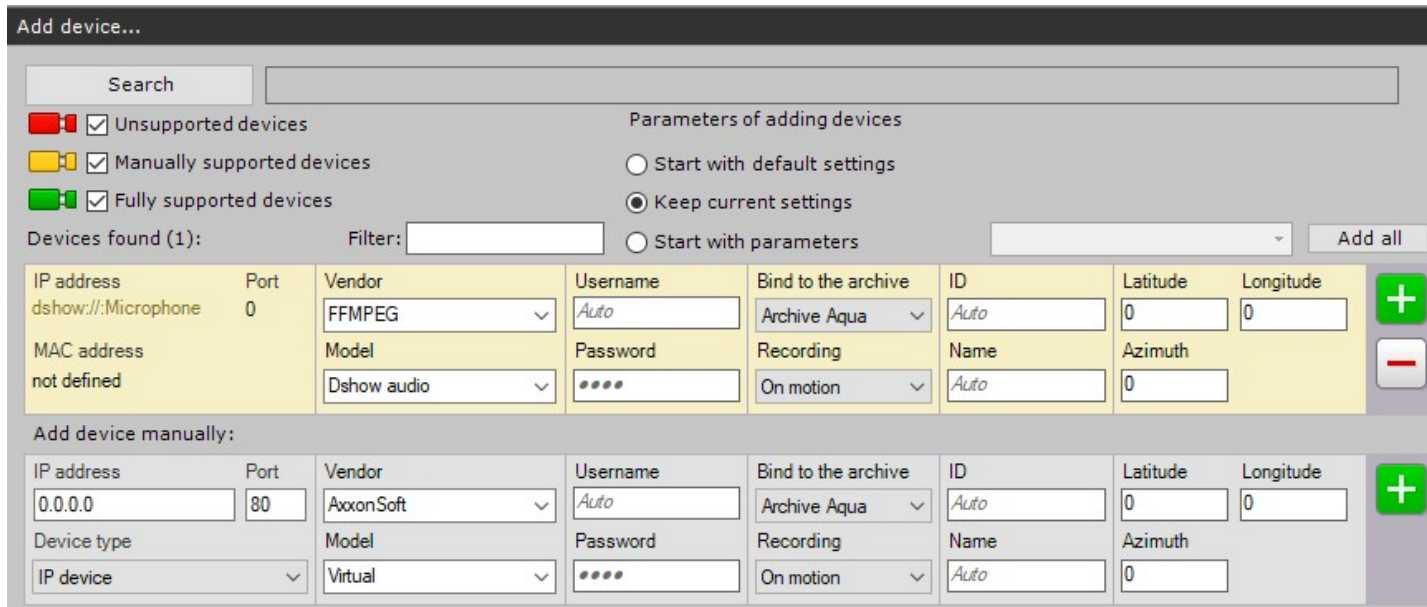 Add device...
Search
Unsupported devices
Parameters of adding devices
Manually supported devices
Start with default settings
Fully supported devices
Keep current settings
Devices found (1): Filter:
Start with parameters
Add all
IP address Port Vendor Username Bind to the archive ID Latitude Longitude
dshow://:Microphone 0 FFMPEG Auto Archive Aqua Auto 0 0
MAC address Model Password Recording Name Azimuth
not defined Dshow audio •••• On motion Auto 0
Add device manually:
IP address Port Vendor Username Bind to the archive ID Latitude Longitude
0.0.0.0 80 AxxonSoft Auto Archive Aqua Auto 0 0
Device type Model Password Recording Name Azimuth
IP device Virtual •••• On motion Auto 0